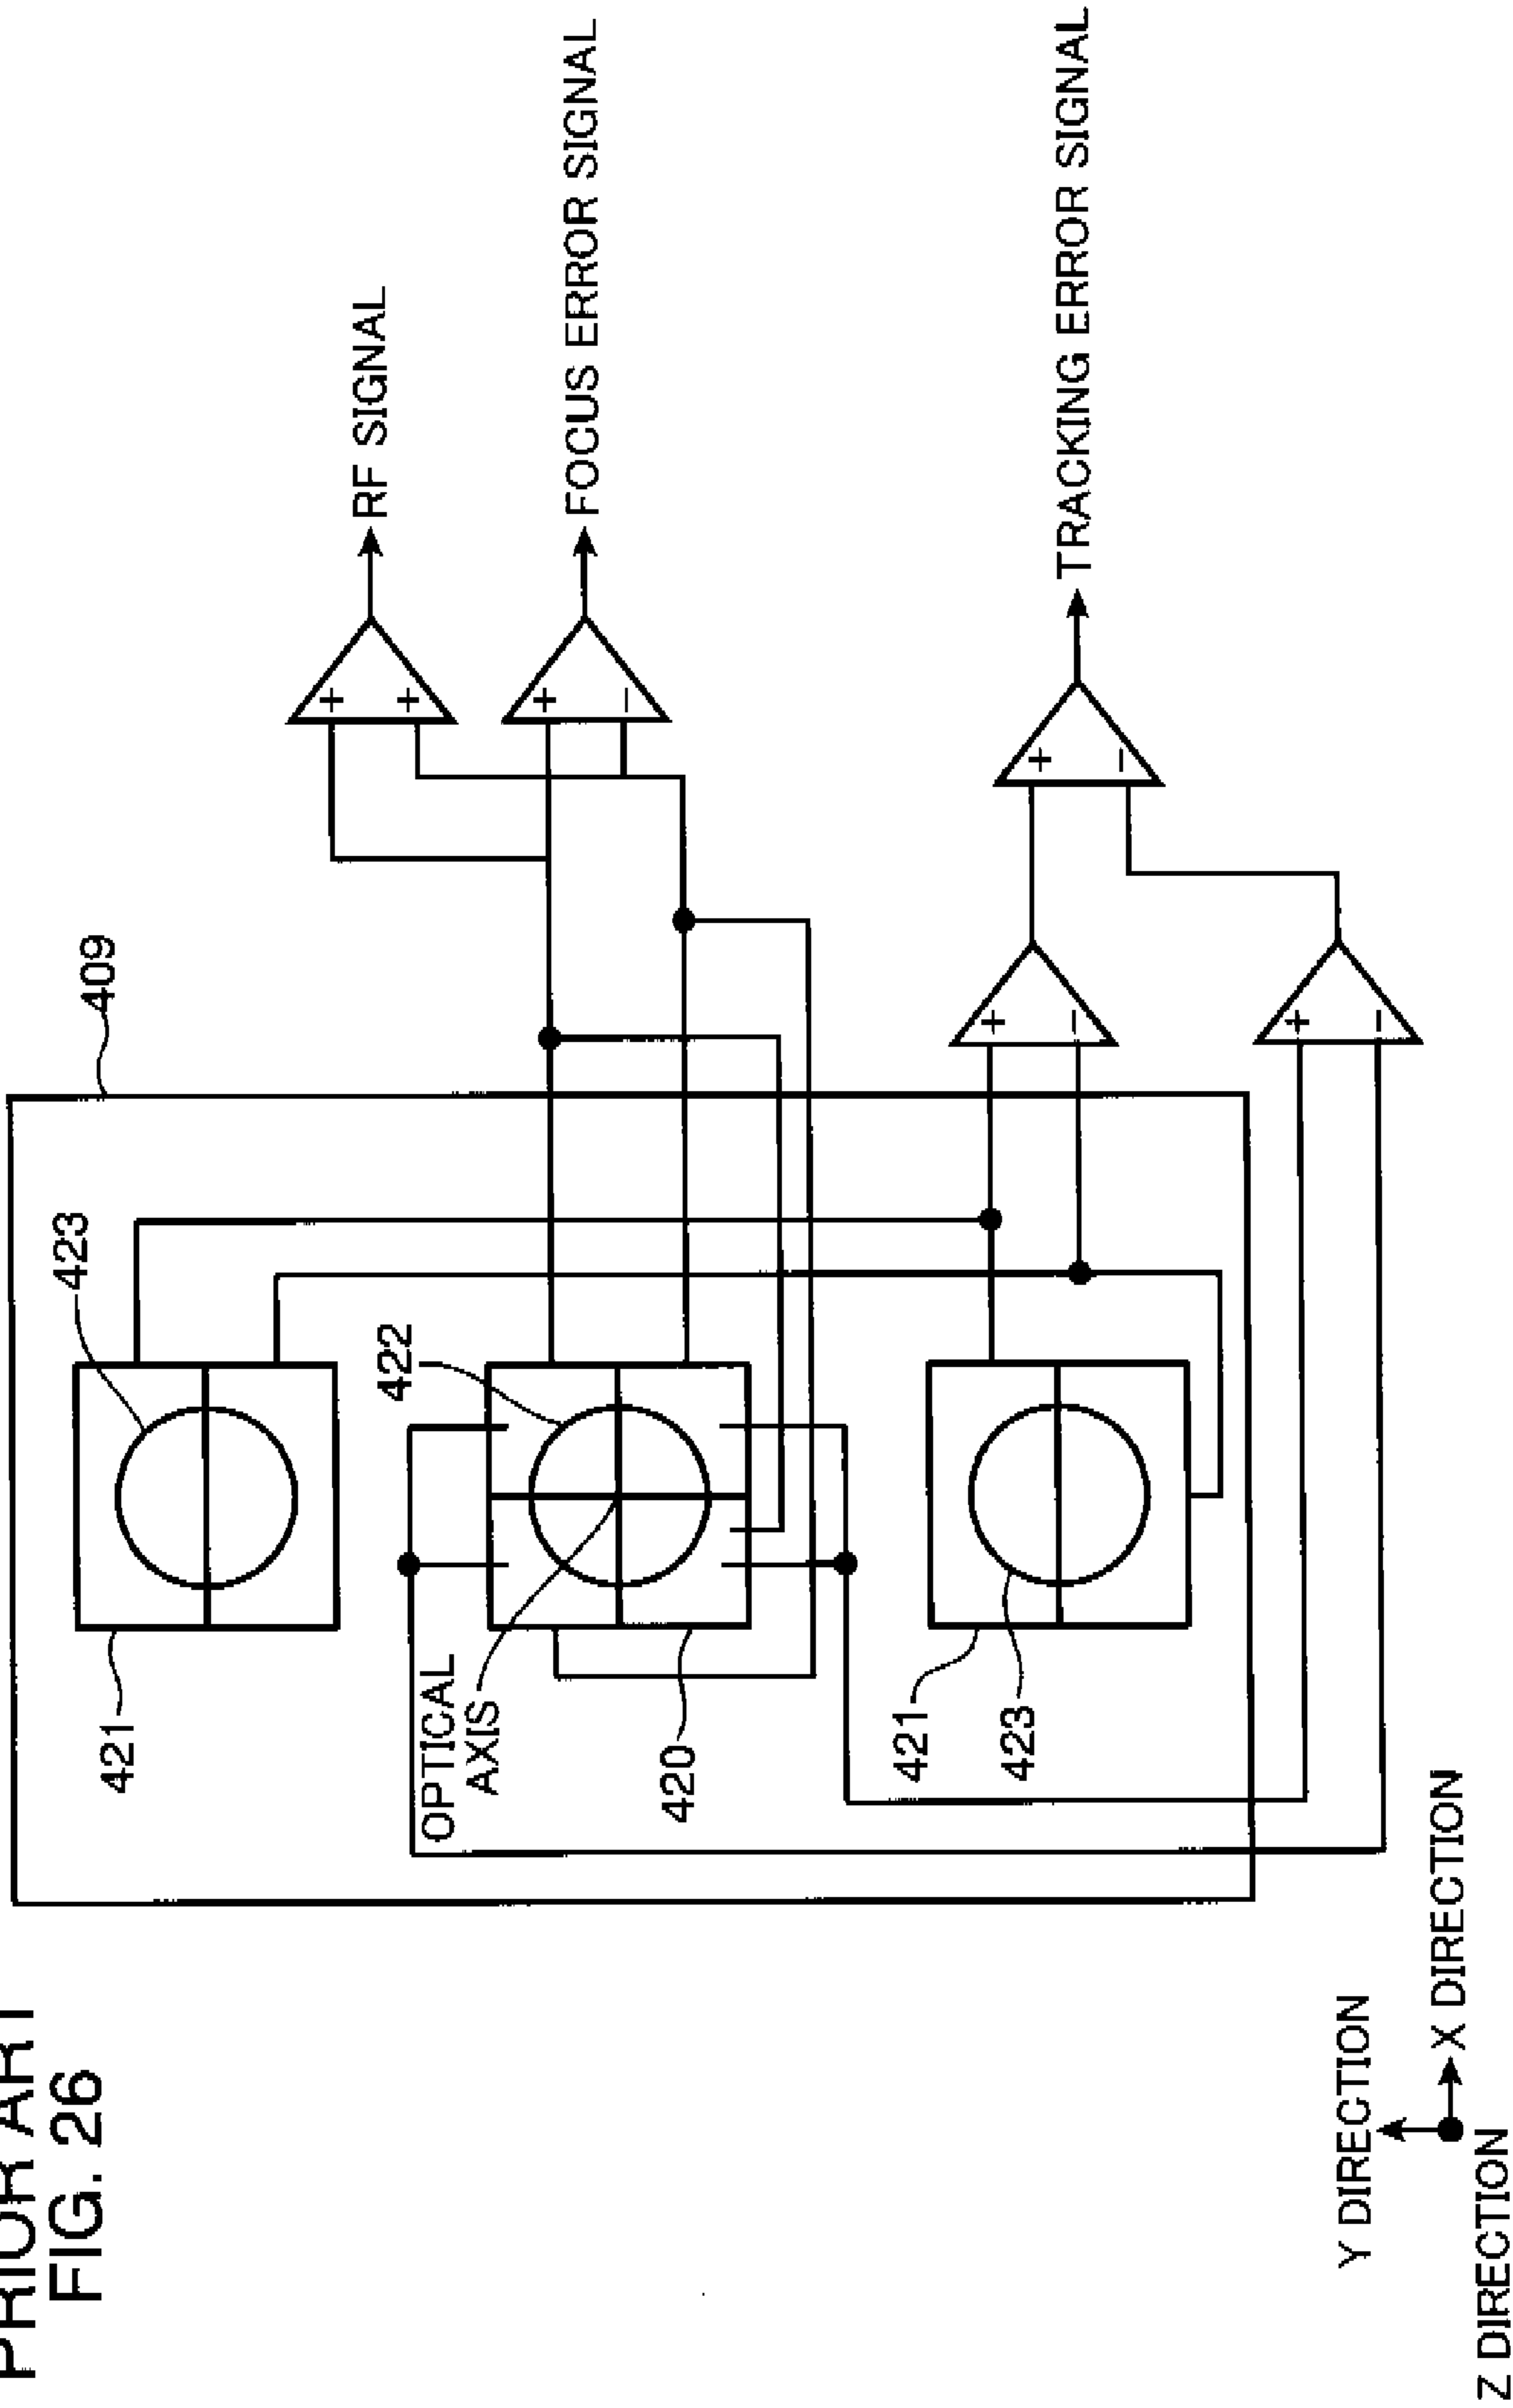 PRIOR ART
FIG. 26
409
423
421
422
OPTICAL
AXIS
420
421
423
+
+
RF SIGNAL
+
−
FOCUS ERROR SIGNAL
+
−
+
−
+
−
TRACKING ERROR SIGNAL
Y DIRECTION
X DIRECTION
Z DIRECTION